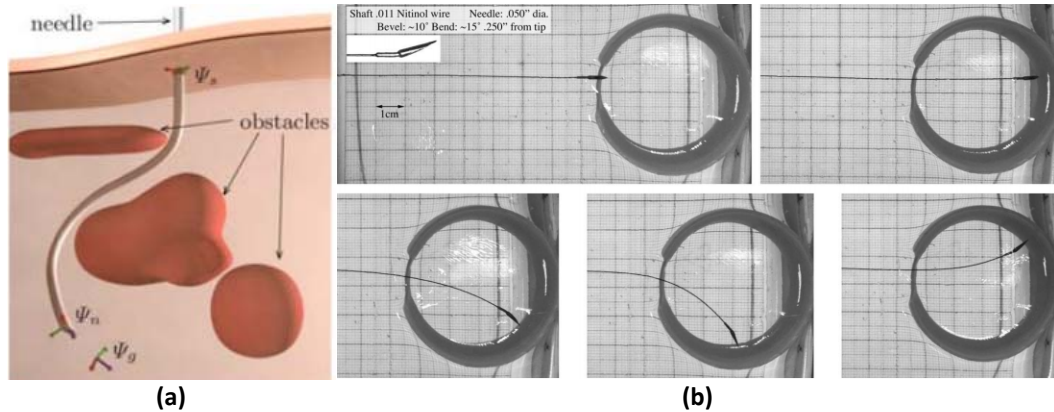 needle
Ψs
obstacles
Ψn
Ψg
Shaft .011 Nitinol wire Needle: .050” dia.
Bevel: ~10˚ Bend: ~15˚ .250” from tip
1cm
(a)
(b)